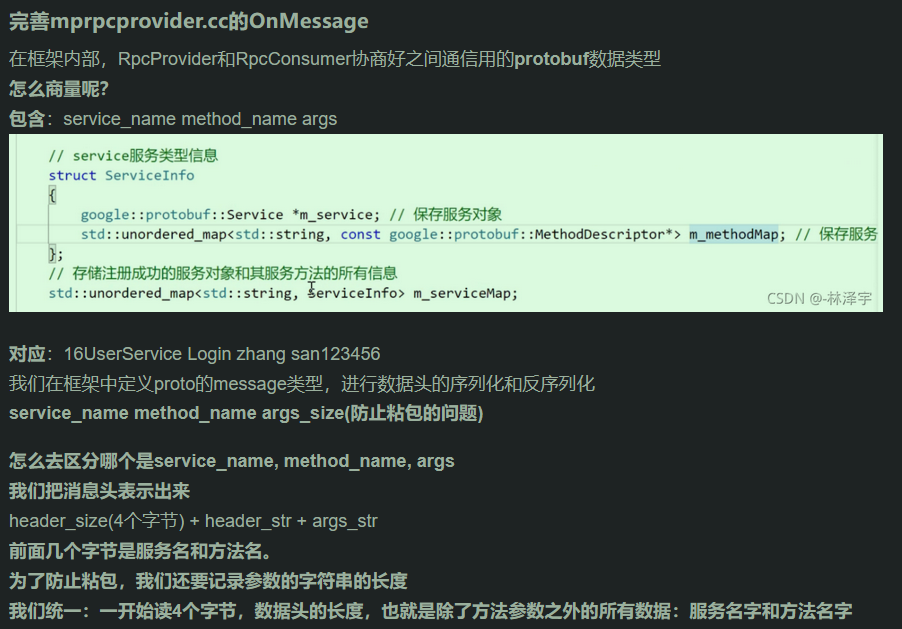 完善mprpcprovider.cc的OnMessage
在框架内部，RpcProvider和RpcConsumer协商好之间通信用的protobuf数据类型
怎么商量呢？
包含：service_name method_name args
// service服务类型信息
struct ServiceInfo
{
google::protobuf::Service *m_service; // 保存服务对象
std::unordered_map<std::string, const google::protobuf::MethodDescriptor*> m_methodMap; // 保存服务
};
// 存储注册成功的服务对象和其服务方法的所有信息
std::unordered_map<std::string, ServiceInfo> m_serviceMap;
CSDN @-林泽宇
对应：16UserService Login zhang san123456
我们在框架中定义proto的message类型，进行数据头的序列化和反序列化
service_name method_name args_size(防止粘包的问题)
怎么去区分哪个是service_name, method_name, args
我们把消息头表示出来
header_size(4个字节) + header_str + args_str
前面几个字节是服务名和方法名。
为了防止粘包，我们还要记录参数的字符串的长度
我们统一：一开始读4个字节，数据头的长度，也就是除了方法参数之外的所有数据：服务名字和方法名字